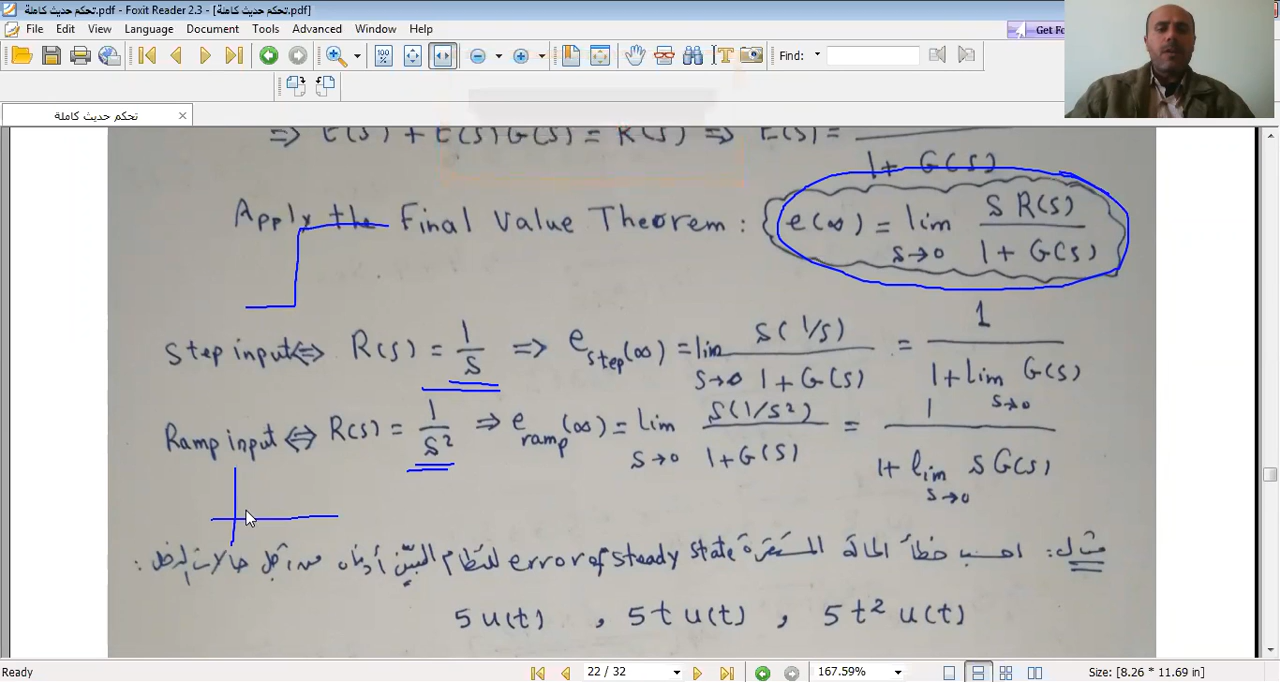 تحكم حديث كاملة.pdf - Foxit Reader 2.3 - [تحكم حديث كاملة.pdf]
File Edit View Language Document Tools Advanced Window Help
Get Fo
Find:
تحكم حديث كاملة
=> E(s) + E(s)G(s) = R(s) => E(s) =
1 + G(s)
Apply the Final Value Theorem : e(∞) = lim s→0 S R(s) / 1 + G(s)
Step input <=> R(s) = 1/s => e step(∞) = lim s→0 s(1/s) / 1 + G(s) = 1 / 1 + lim s→0 G(s)
Ramp input <=> R(s) = 1/s² => e ramp(∞) = lim s→0 s(1/s²) / 1 + G(s) = 1 / 1 + lim s→0 s G(s)
مثال: احسب خطأ الحالة المستقرة error of steady state للنظام المبيّن أدناه من أجل حالات الدخل :
5 u(t) , 5 t u(t) , 5 t² u(t)
Ready 22 / 32 167.59% Size: [8.26 * 11.69 in]